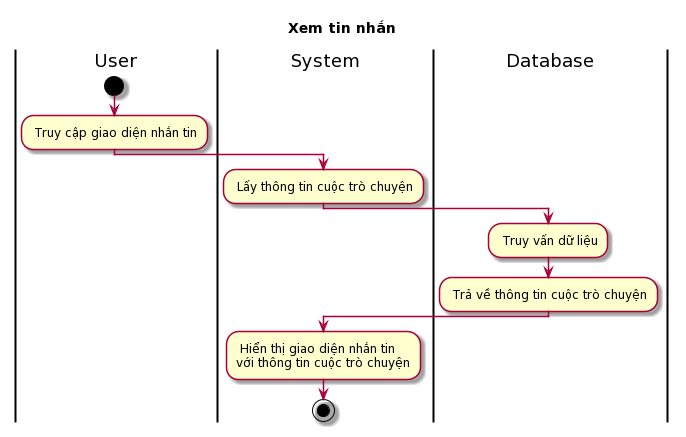 Xem tin nhắn
User
System
Database
Truy cập giao diện nhắn tin
Lấy thông tin cuộc trò chuyện
Truy vấn dữ liệu
Trả về thông tin cuộc trò chuyện
Hiển thị giao diện nhắn tin
với thông tin cuộc trò chuyện